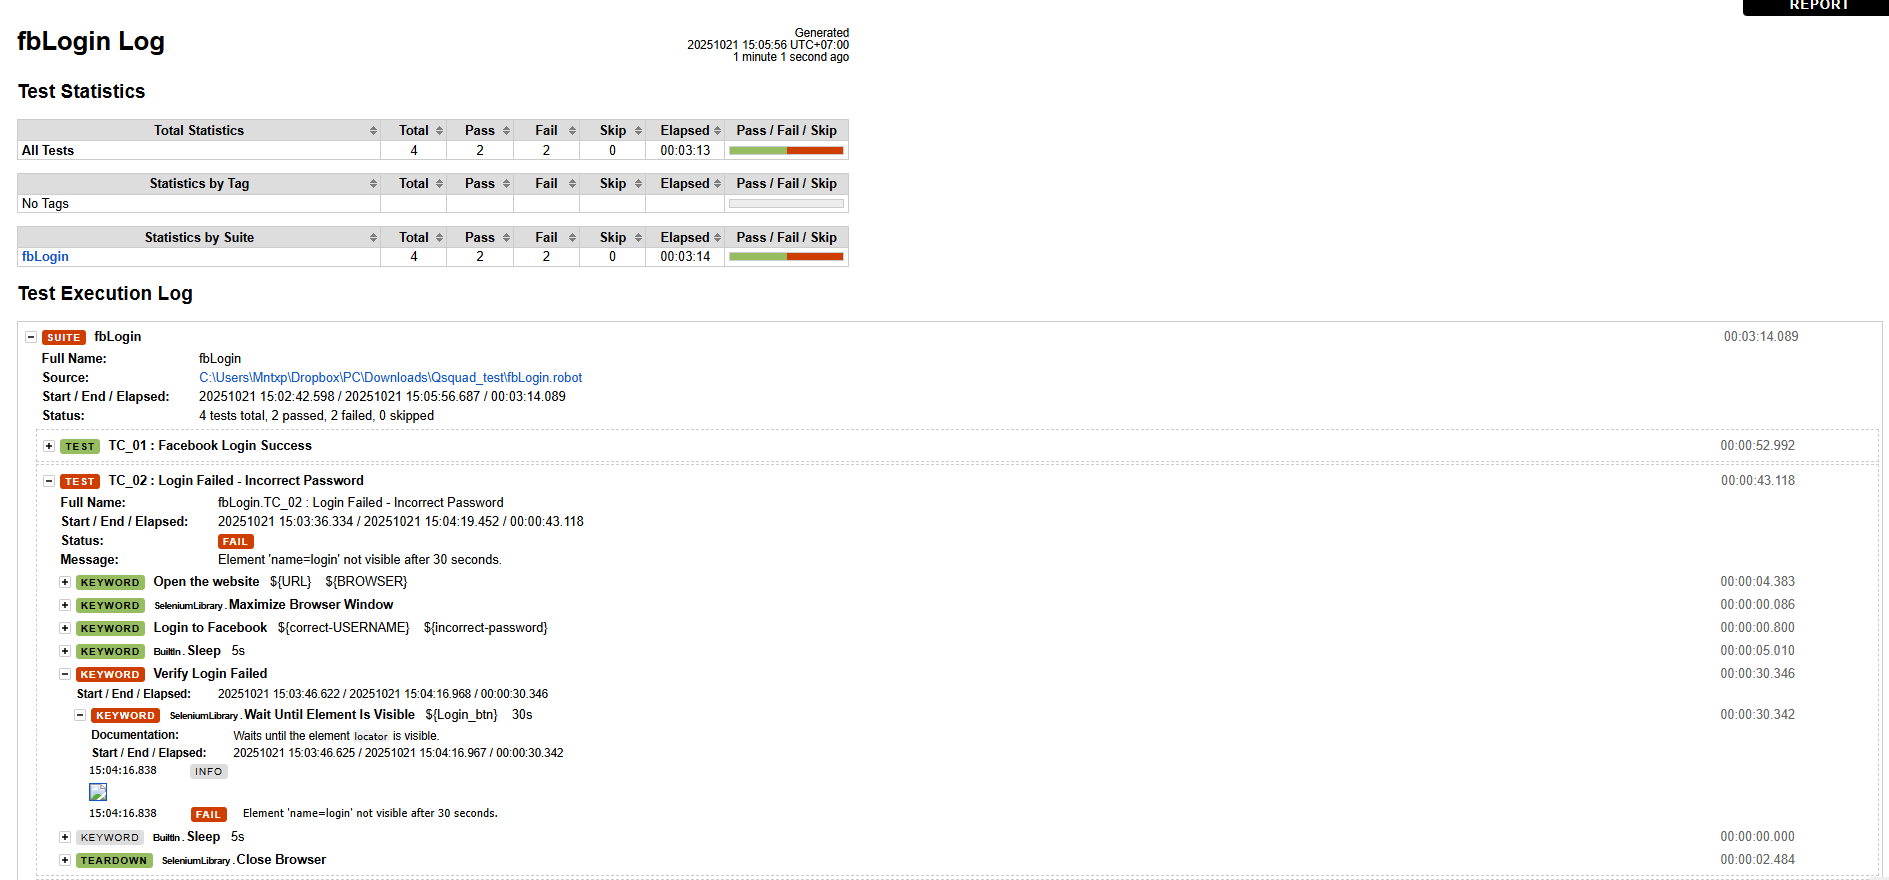 REPORT
fbLogin Log
Generated
20251021 15:05:56 UTC+07:00
1 minute 1 second ago
Test Statistics
Total Statistics Total Pass Fail Skip Elapsed Pass / Fail / Skip
All Tests 4 2 2 0 00:03:13
Statistics by Tag Total Pass Fail Skip Elapsed Pass / Fail / Skip
No Tags
Statistics by Suite Total Pass Fail Skip Elapsed Pass / Fail / Skip
fbLogin 4 2 2 0 00:03:14
Test Execution Log
SUITE fbLogin 00:03:14.089
Full Name: fbLogin
Source: C:\Users\Mntxp\Dropbox\PC\Downloads\Qsquad_test\fbLogin.robot
Start / End / Elapsed: 20251021 15:02:42.598 / 20251021 15:05:56.687 / 00:03:14.089
Status: 4 tests total, 2 passed, 2 failed, 0 skipped
TEST TC_01 : Facebook Login Success 00:00:52.992
TEST TC_02 : Login Failed - Incorrect Password 00:00:43.118
Full Name: fbLogin.TC_02 : Login Failed - Incorrect Password
Start / End / Elapsed: 20251021 15:03:36.334 / 20251021 15:04:19.452 / 00:00:43.118
Status: FAIL
Message: Element 'name=login' not visible after 30 seconds.
KEYWORD Open the website ${URL} ${BROWSER} 00:00:04.383
KEYWORD SeleniumLibrary.Maximize Browser Window 00:00:00.086
KEYWORD Login to Facebook ${correct-USERNAME} ${incorrect-password} 00:00:00.800
KEYWORD BuiltIn.Sleep 5s 00:00:05.010
KEYWORD Verify Login Failed 00:00:30.346
Start / End / Elapsed: 20251021 15:03:46.622 / 20251021 15:04:16.968 / 00:00:30.346
KEYWORD SeleniumLibrary.Wait Until Element Is Visible ${Login_btn} 30s 00:00:30.342
Documentation: Waits until the element locator is visible.
Start / End / Elapsed: 20251021 15:03:46.625 / 20251021 15:04:16.967 / 00:00:30.342
15:04:16.838 INFO
15:04:16.838 FAIL Element 'name=login' not visible after 30 seconds.
KEYWORD BuiltIn.Sleep 5s 00:00:00.000
TEARDOWN SeleniumLibrary.Close Browser 00:00:02.484